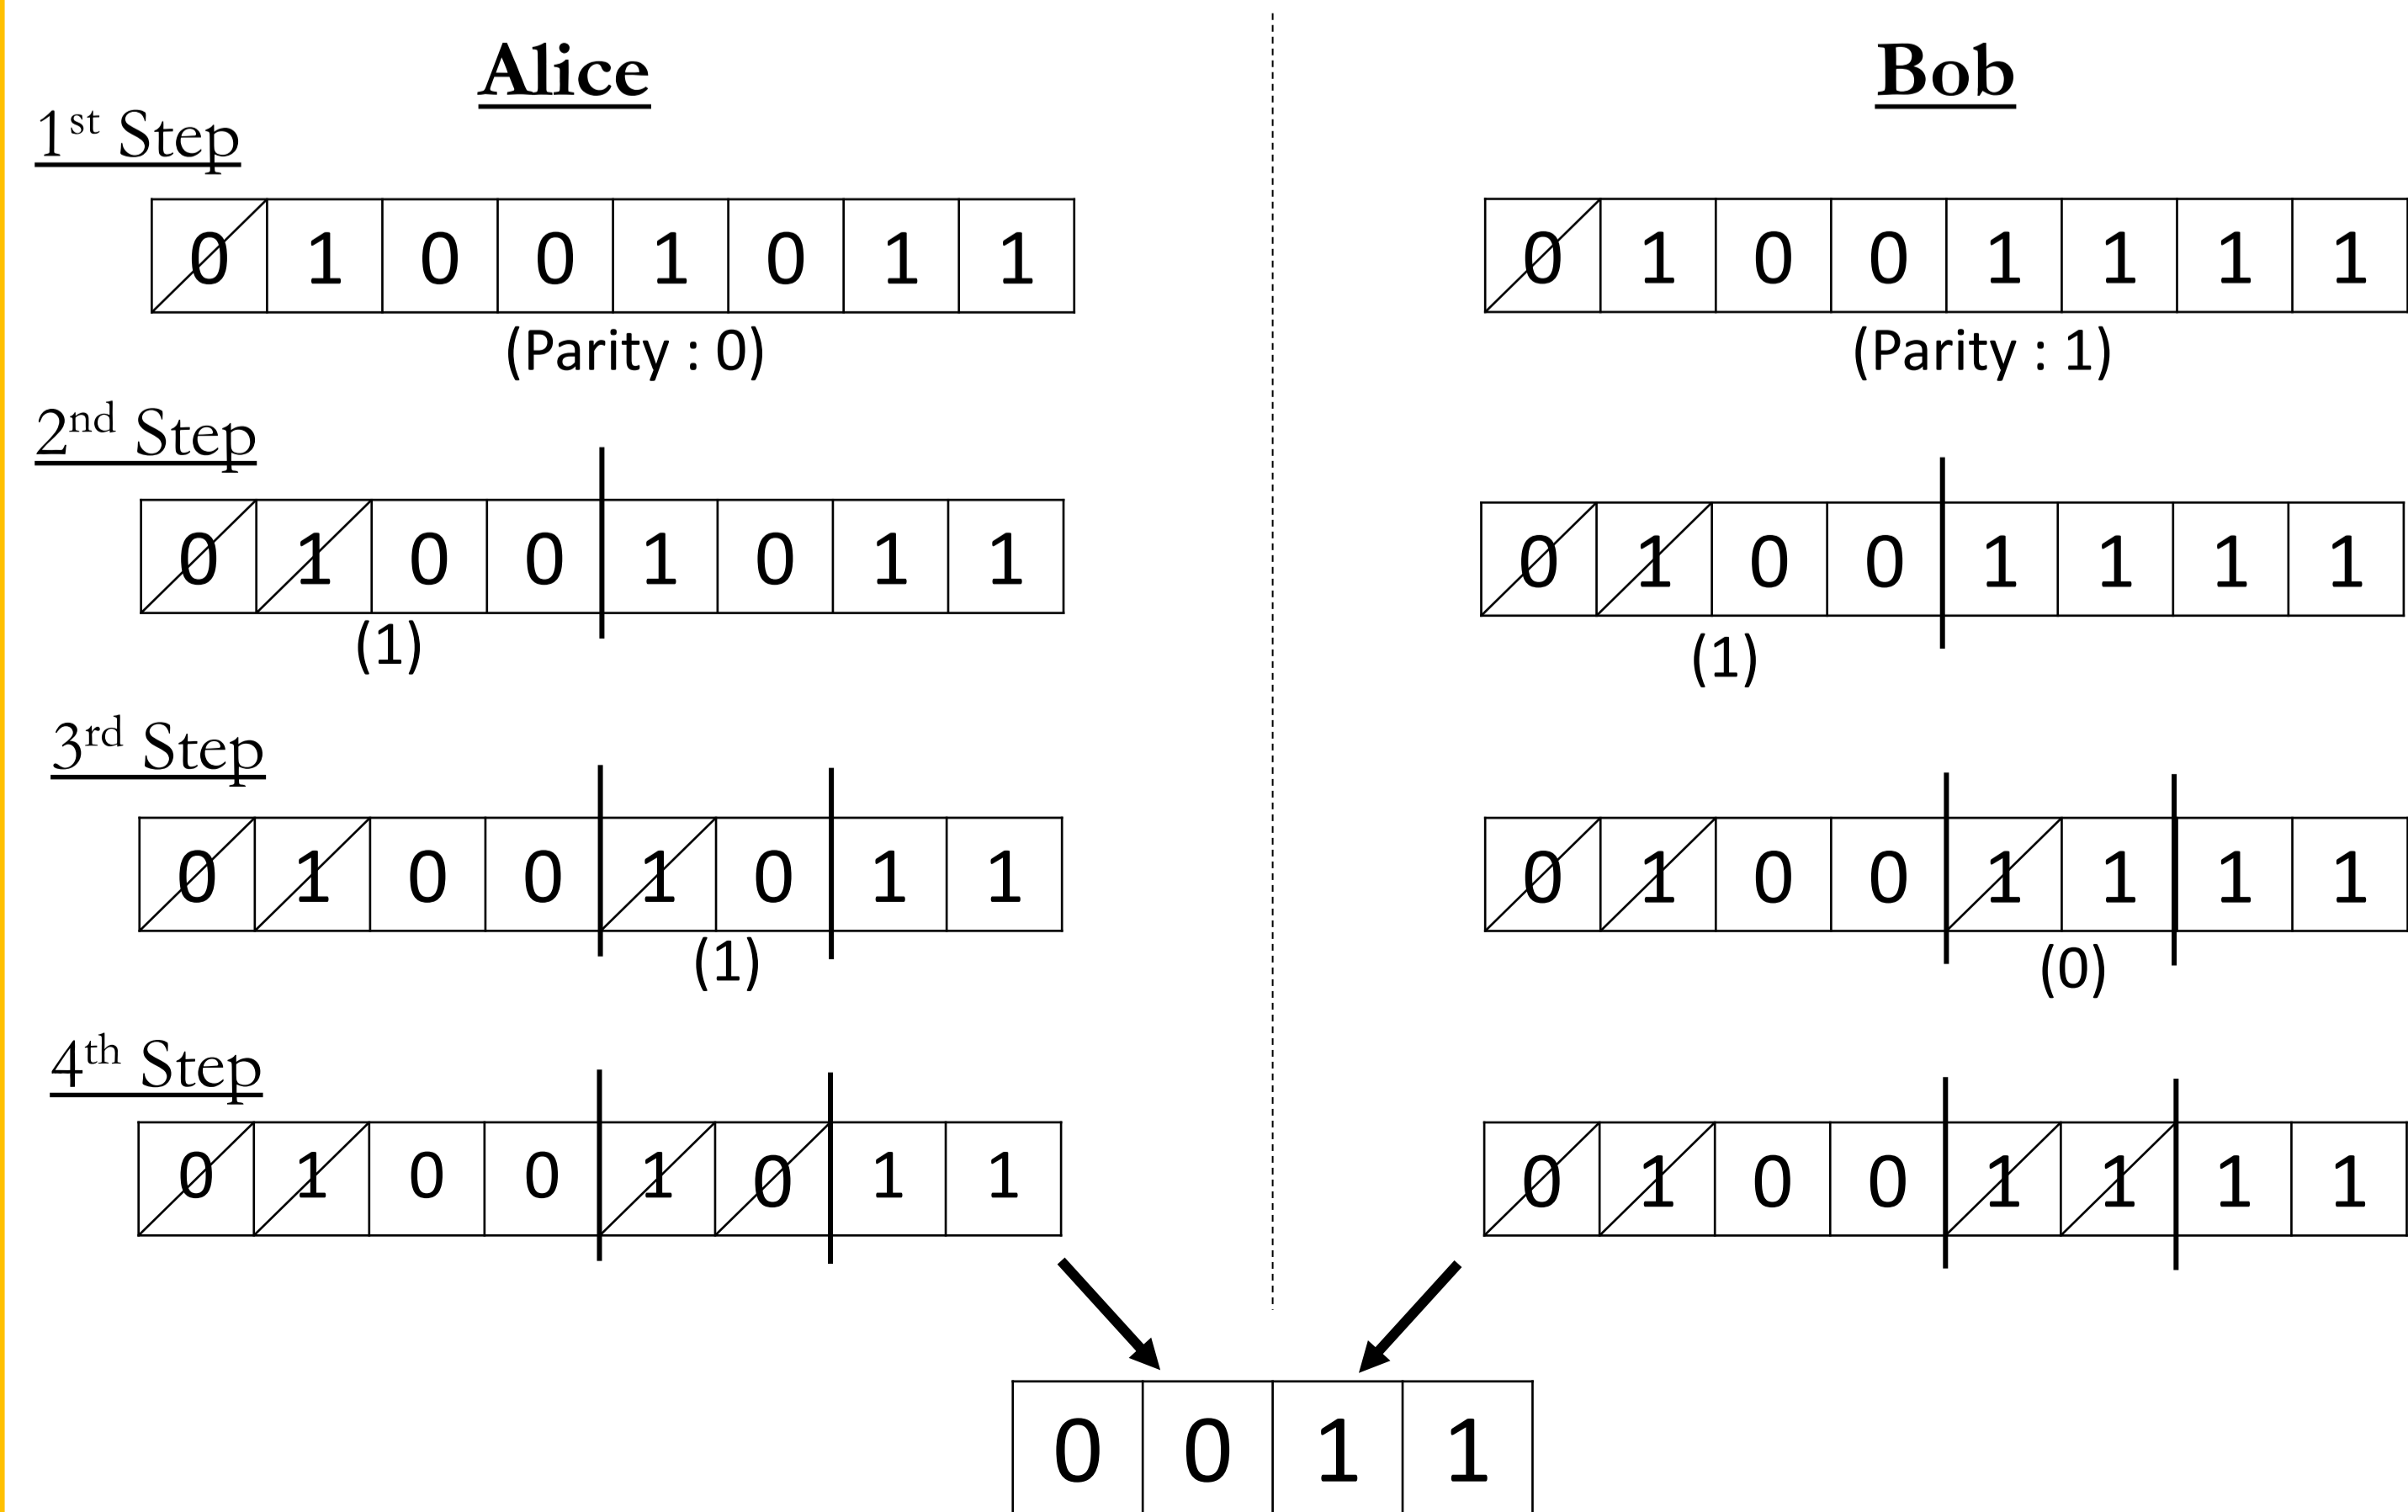 Alice Bob
1st Step
0 1 0 0 1 0 1 1 0 1 0 0 1 1 1 1
(Parity : 0) (Parity : 1)
2nd Step
0 1 0 0 1 0 1 1 0 1 0 0 1 1 1 1
(1) (1)
3rd Step
0 1 0 0 1 0 1 1 0 1 0 0 1 1 1 1
(1) (0)
4th Step
0 1 0 0 1 0 1 1 0 1 0 0 1 1 1 1
0 0 1 1